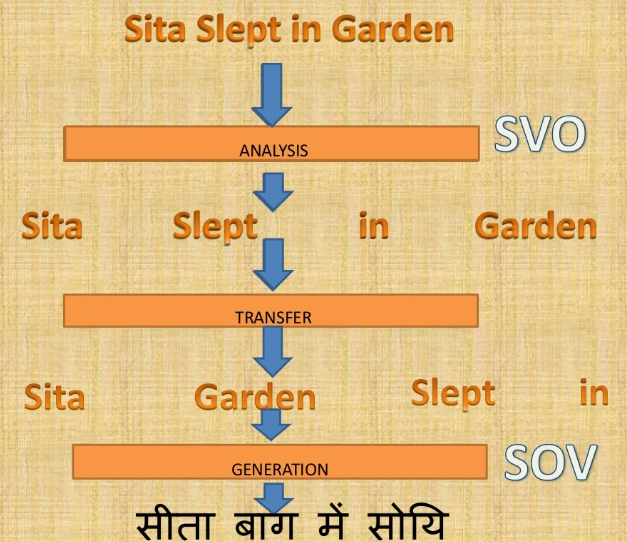 Sita Slept in Garden
ANALYSIS SVO
Sita Slept in Garden
TRANSFER
Sita Garden Slept in
GENERATION SOV
सीता बाग में सोयि